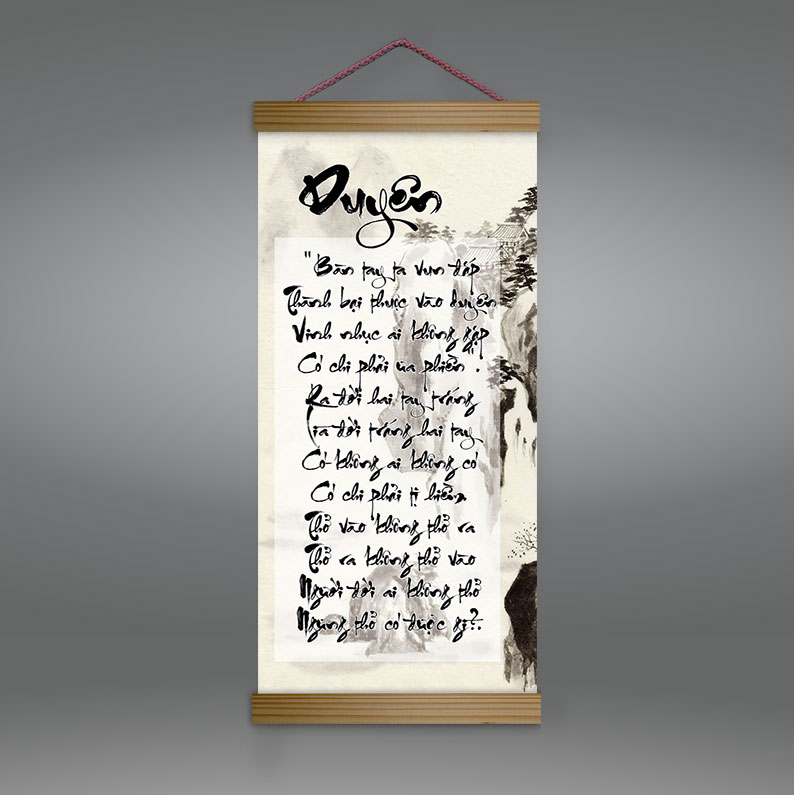 Duyên
"Bàn tay ta vun đắp
Thành bại thuộc vào duyên
Vinh nhục ai không gặp
Có chi phải ưa phiền".
Ra đời hai tay trắng
Lìa đời trắng hai tay
Có không ai không có
Có chi phải tị hiềm
Thở vào không thở ra
Thở ra không thở vào
Người đời ai không thở
Ngừng thở có được gì?.